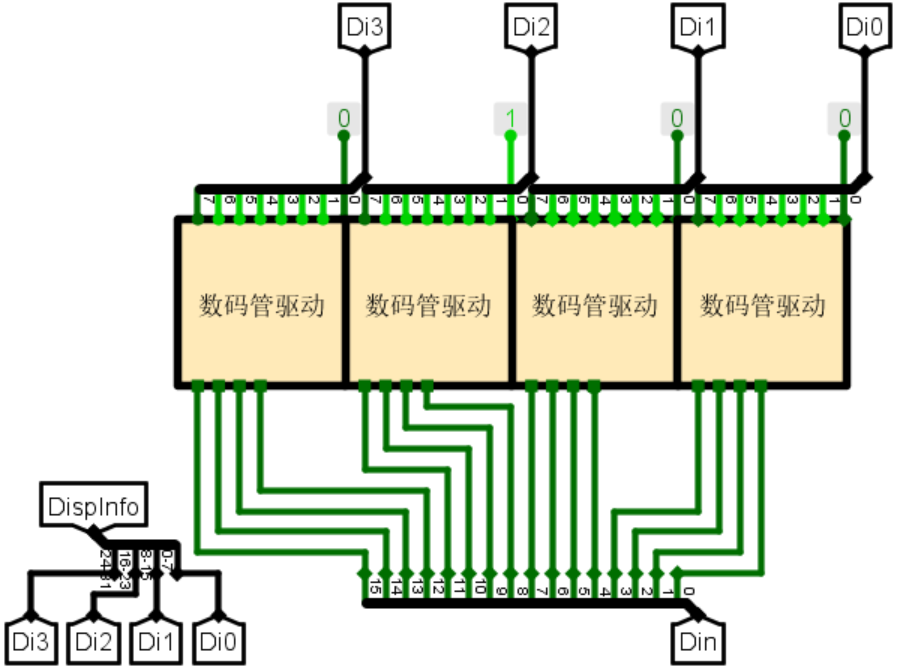 Di3 Di2 Di1 Di0
0 1 0 0
7 6 5 4 3 2 1 0 7 6 5 4 3 2 1 0 7 6 5 4 3 2 1 0 7 6 5 4 3 2 1 0
数码管驱动 数码管驱动 数码管驱动 数码管驱动
DispInfo
24-31 16-23 8-15 0-7
15 14 13 12 11 10 9 8 7 6 5 4 3 2 1 0
Di3 Di2 Di1 Di0 Din